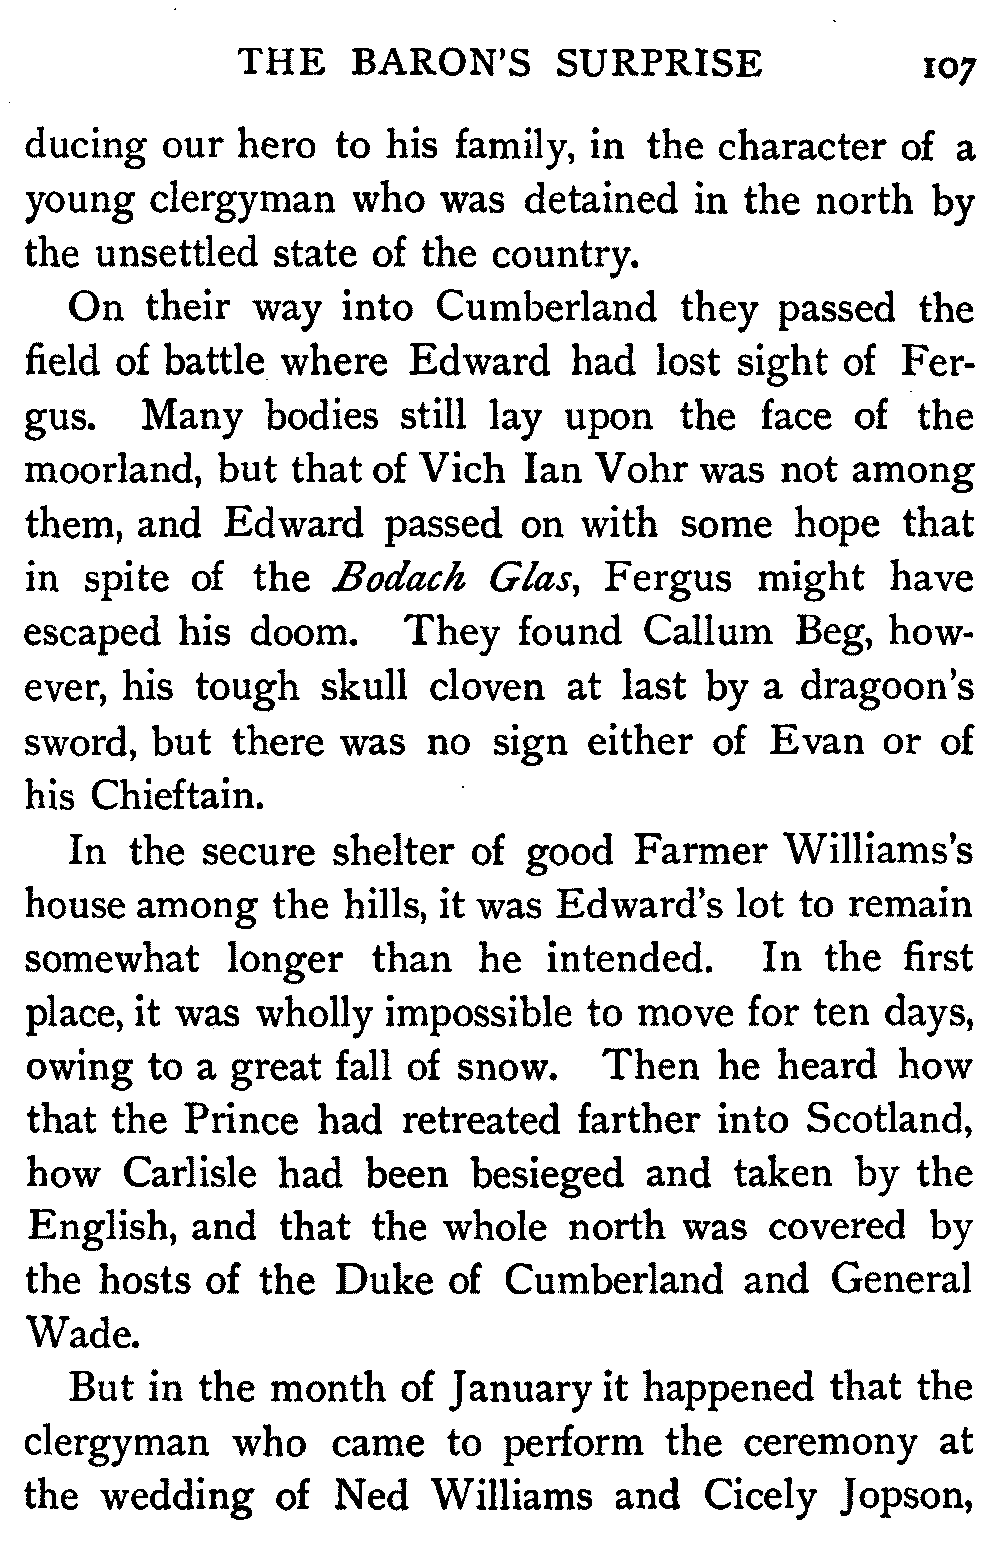 THE BARON'S SURPRISE 107
ducing our hero to his family, in the character of a
young clergyman who was detained in the north by
the unsettled state of the country.
On their way into Cumberland they passed the
field of battle where Edward had lost sight of Fer-
gus. Many bodies still lay upon the face of the
moorland, but that of Vich Ian Vohr was not among
them, and Edward passed on with some hope that
in spite of the Bodach Glas, Fergus might have
escaped his doom. They found Callum Beg, how-
ever, his tough skull cloven at last by a dragoon's
sword, but there was no sign either of Evan or of
his Chieftain.
In the secure shelter of good Farmer Williams's
house among the hills, it was Edward's lot to remain
somewhat longer than he intended. In the first
place, it was wholly impossible to move for ten days,
owing to a great fall of snow. Then he heard how
that the Prince had retreated farther into Scotland,
how Carlisle had been besieged and taken by the
English, and that the whole north was covered by
the hosts of the Duke of Cumberland and General
Wade.
But in the month of January it happened that the
clergyman who came to perform the ceremony at
the wedding of Ned Williams and Cicely Jopson,